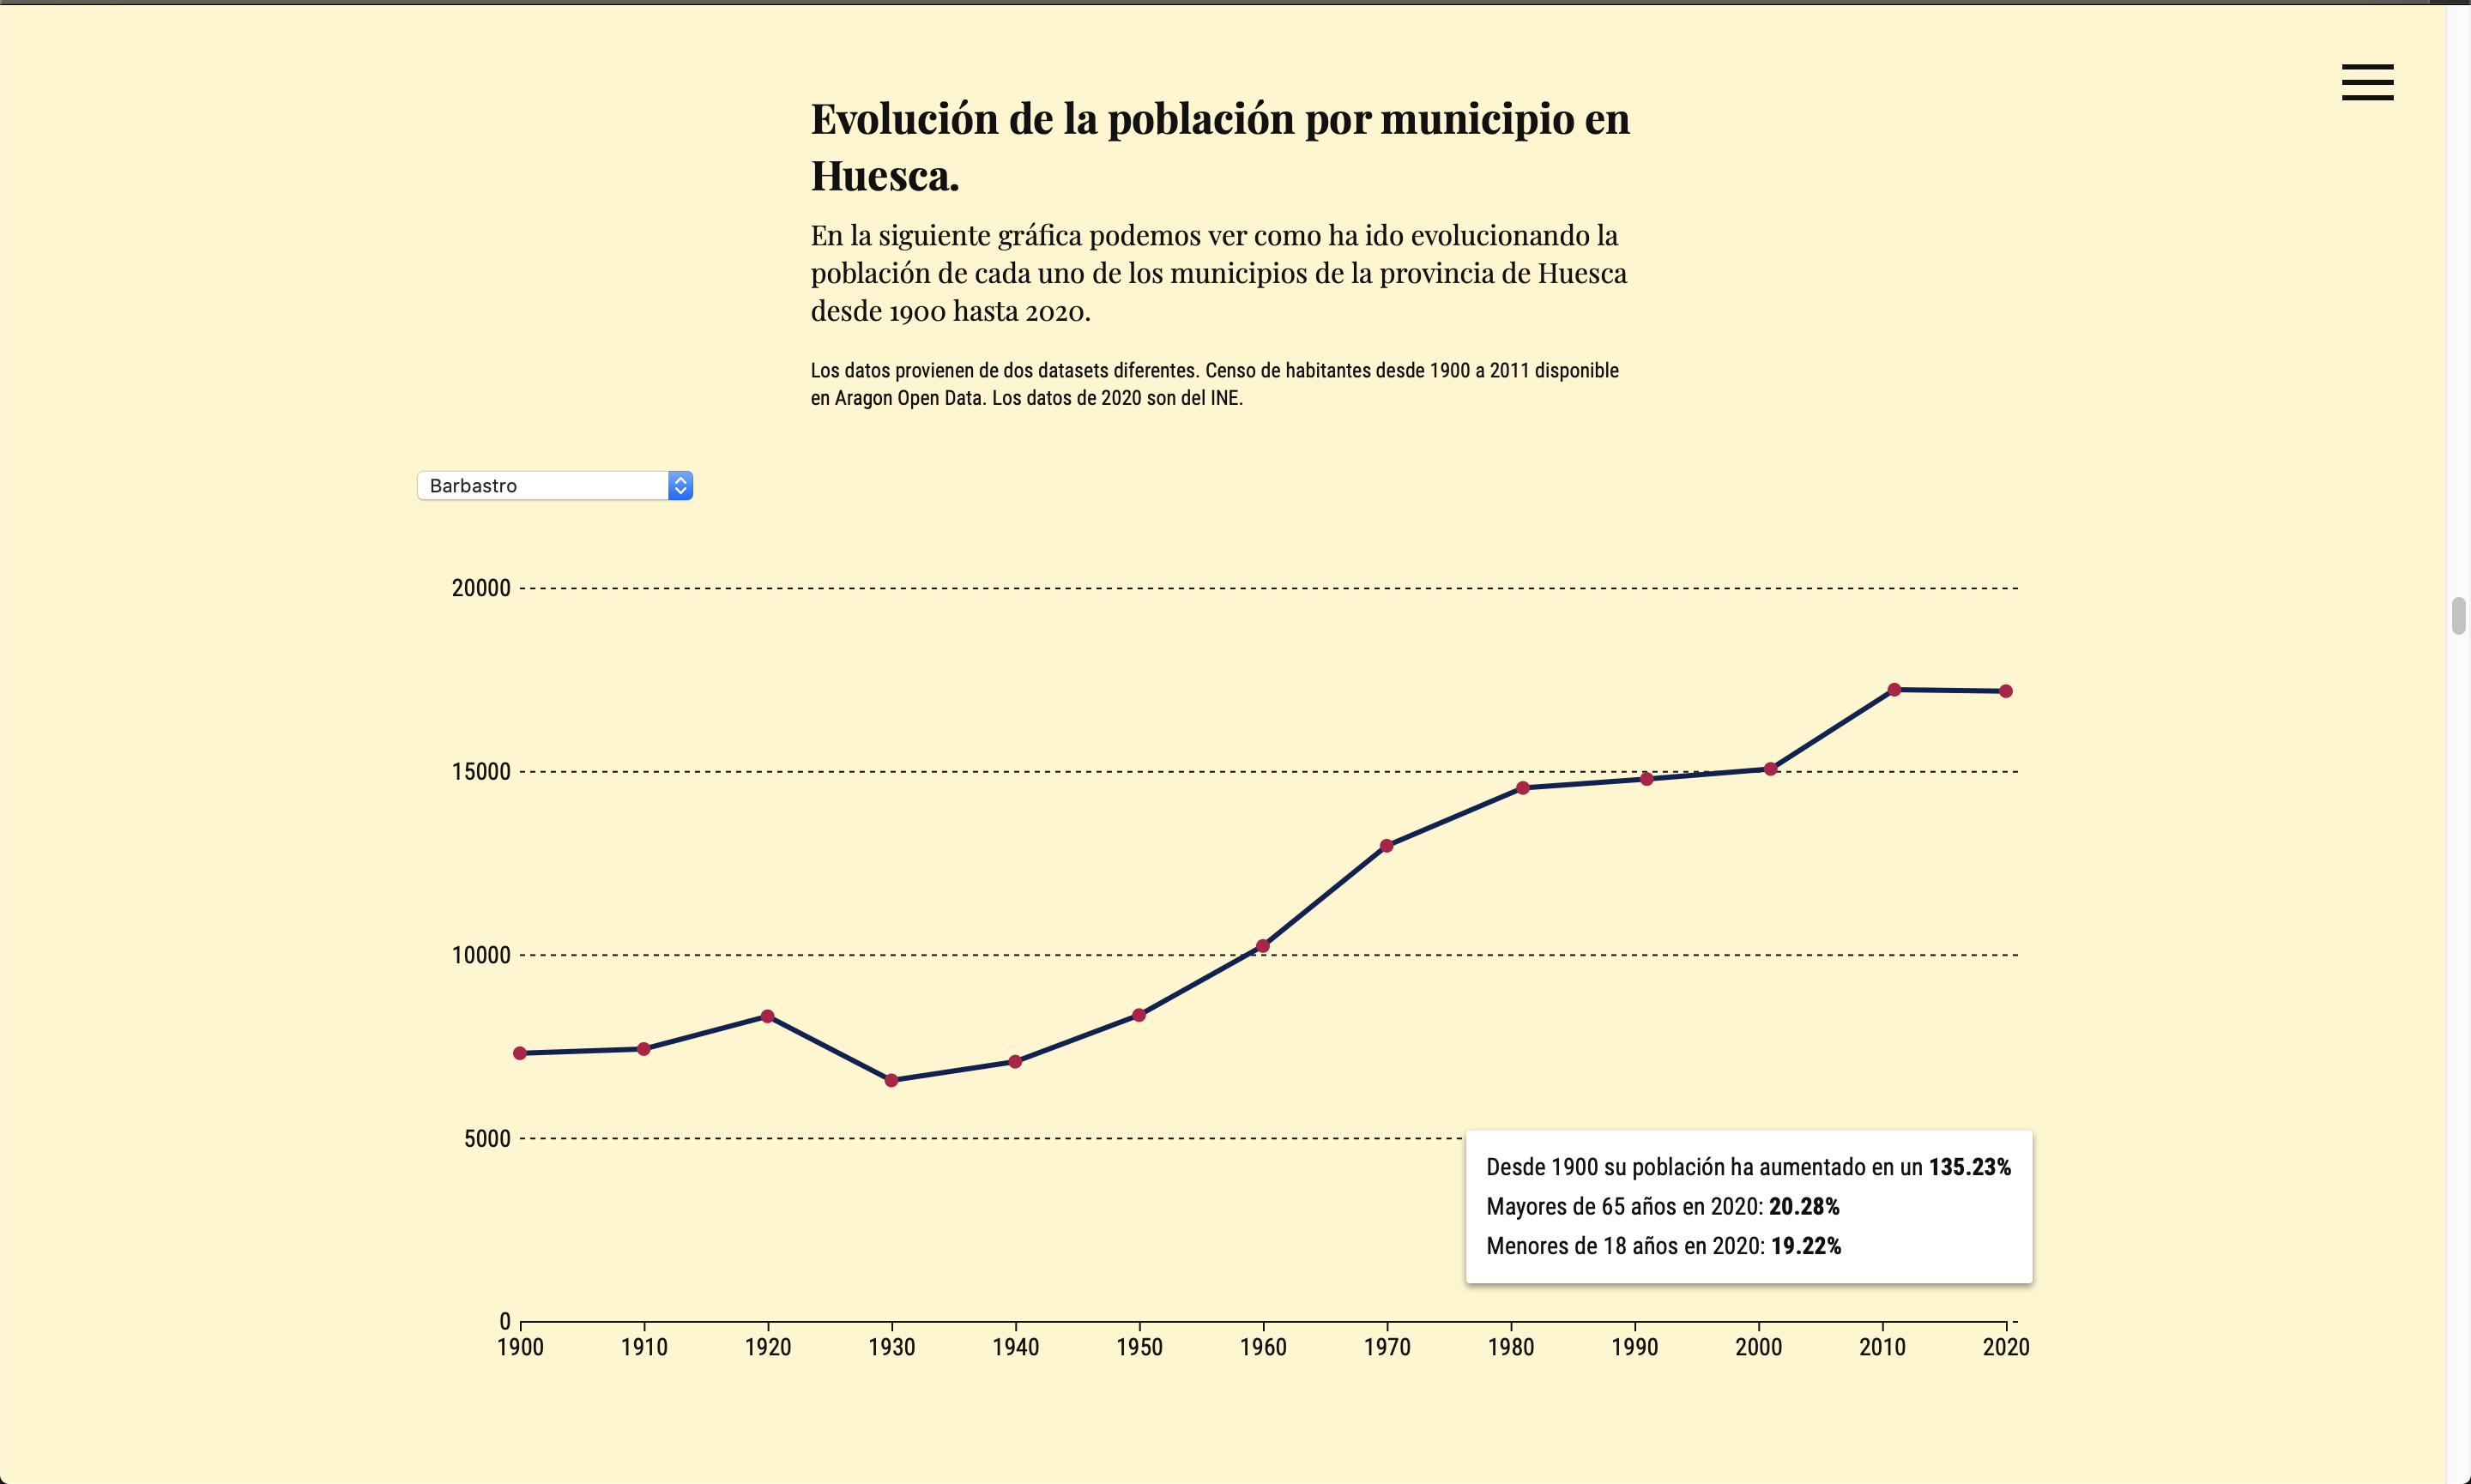 Evolución de la población por municipio en
Huesca.
En la siguiente gráfica podemos ver como ha ido evolucionando la
población de cada uno de los municipios de la provincia de Huesca
desde 1900 hasta 2020.
Los datos provienen de dos datasets diferentes. Censo de habitantes desde 1900 a 2011 disponible
en Aragon Open Data. Los datos de 2020 son del INE.
Barbastro
20000
15000
10000
5000
Desde 1900 su población ha aumentado en un 135.23%
Mayores de 65 años en 2020: 20.28%
Menores de 18 años en 2020: 19.22%
0
1900 1910 1920 1930 1940 1950 1960 1970 1980 1990 2000 2010 2020